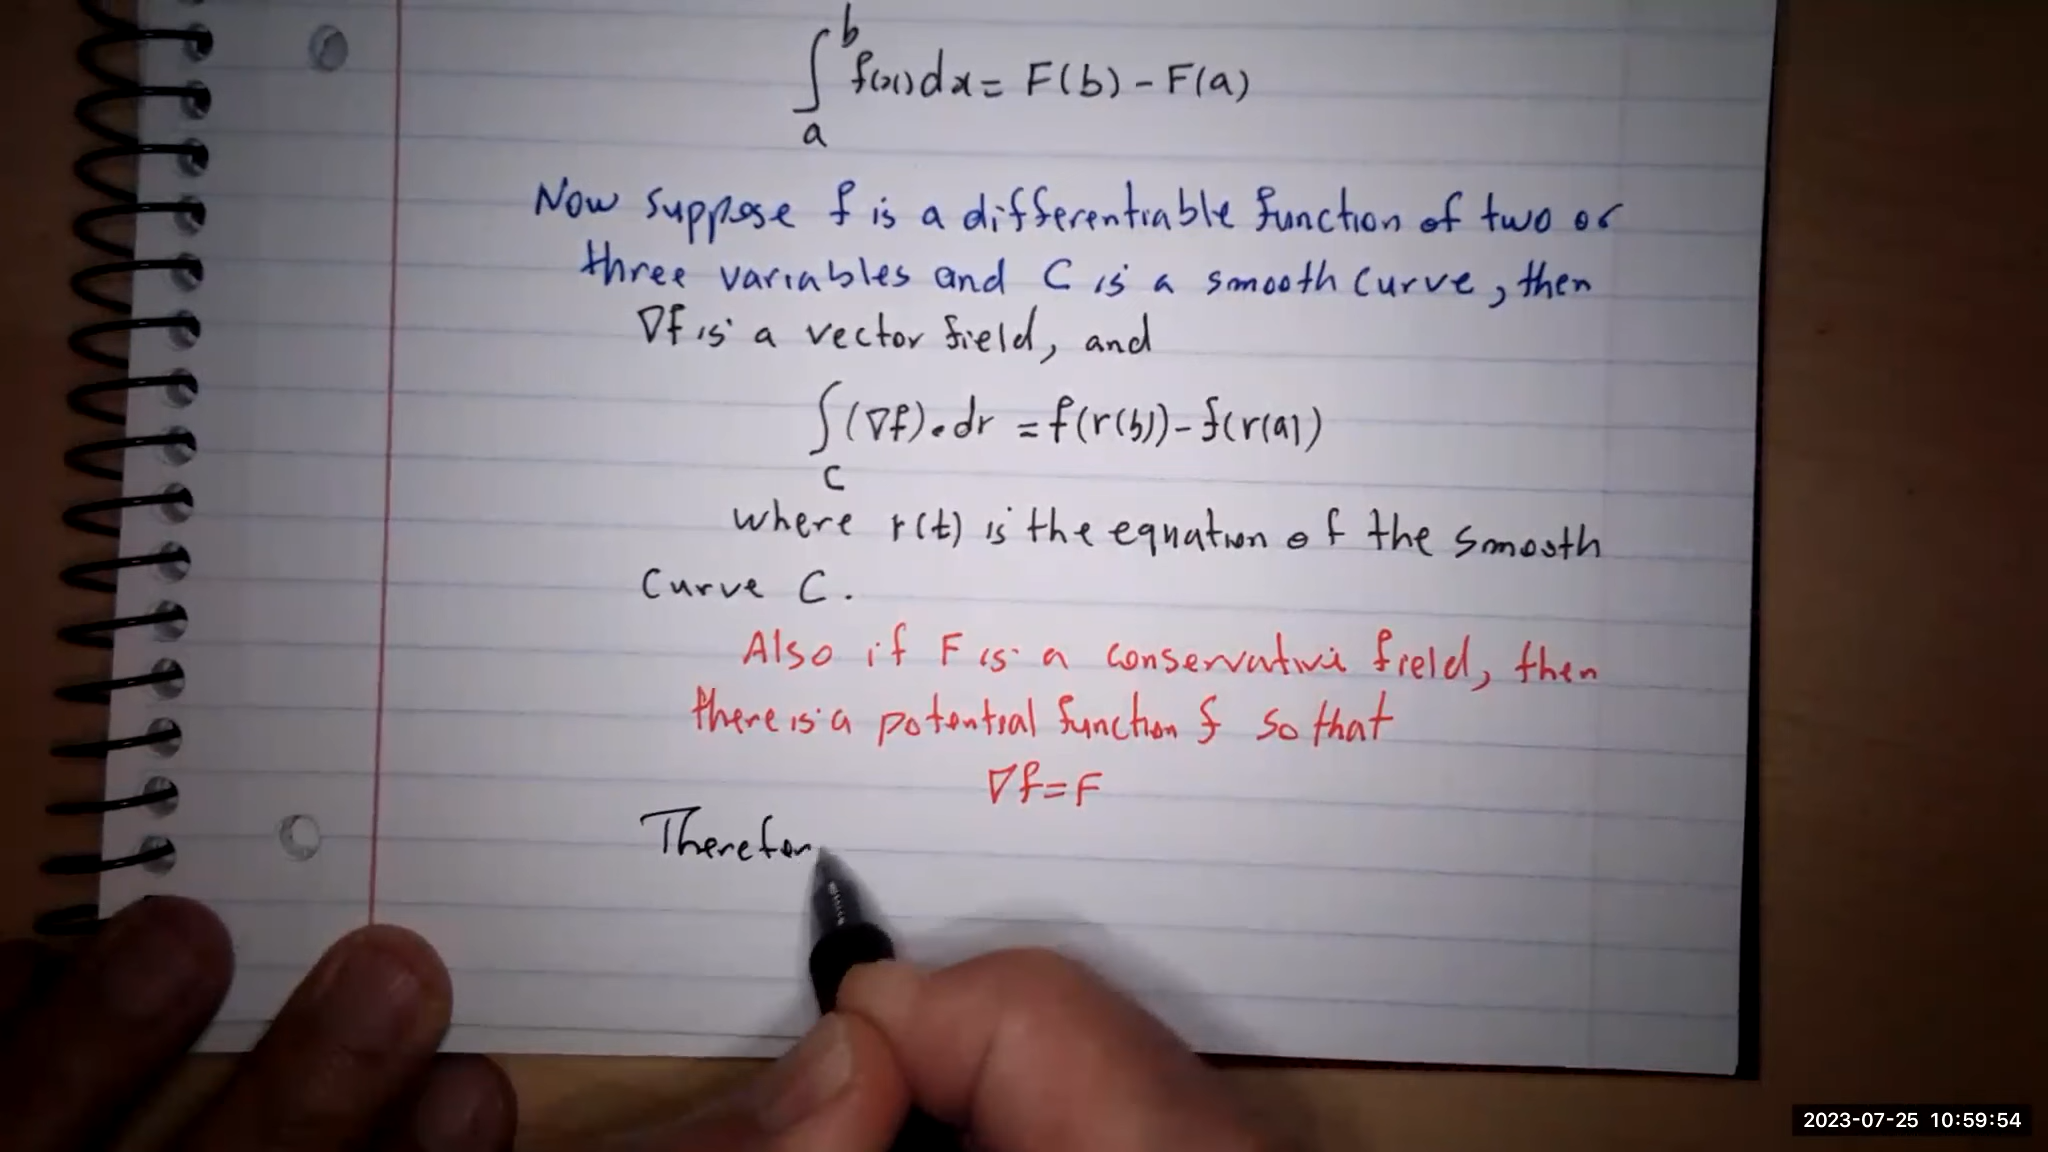 ∫_a^b f(x)dx = F(b) - F(a)
Now suppose f is a differentiable function of two or
three variables and C is a smooth curve, then
∇f is a vector field, and
∫_C (∇f)·dr = f(r(b)) - f(r(a))
where r(t) is the equation of the smooth
Curve C.
Also if F is a conservative field, then
there is a potential function f so that
∇f = F
Therefor
2023-07-25 10:59:54